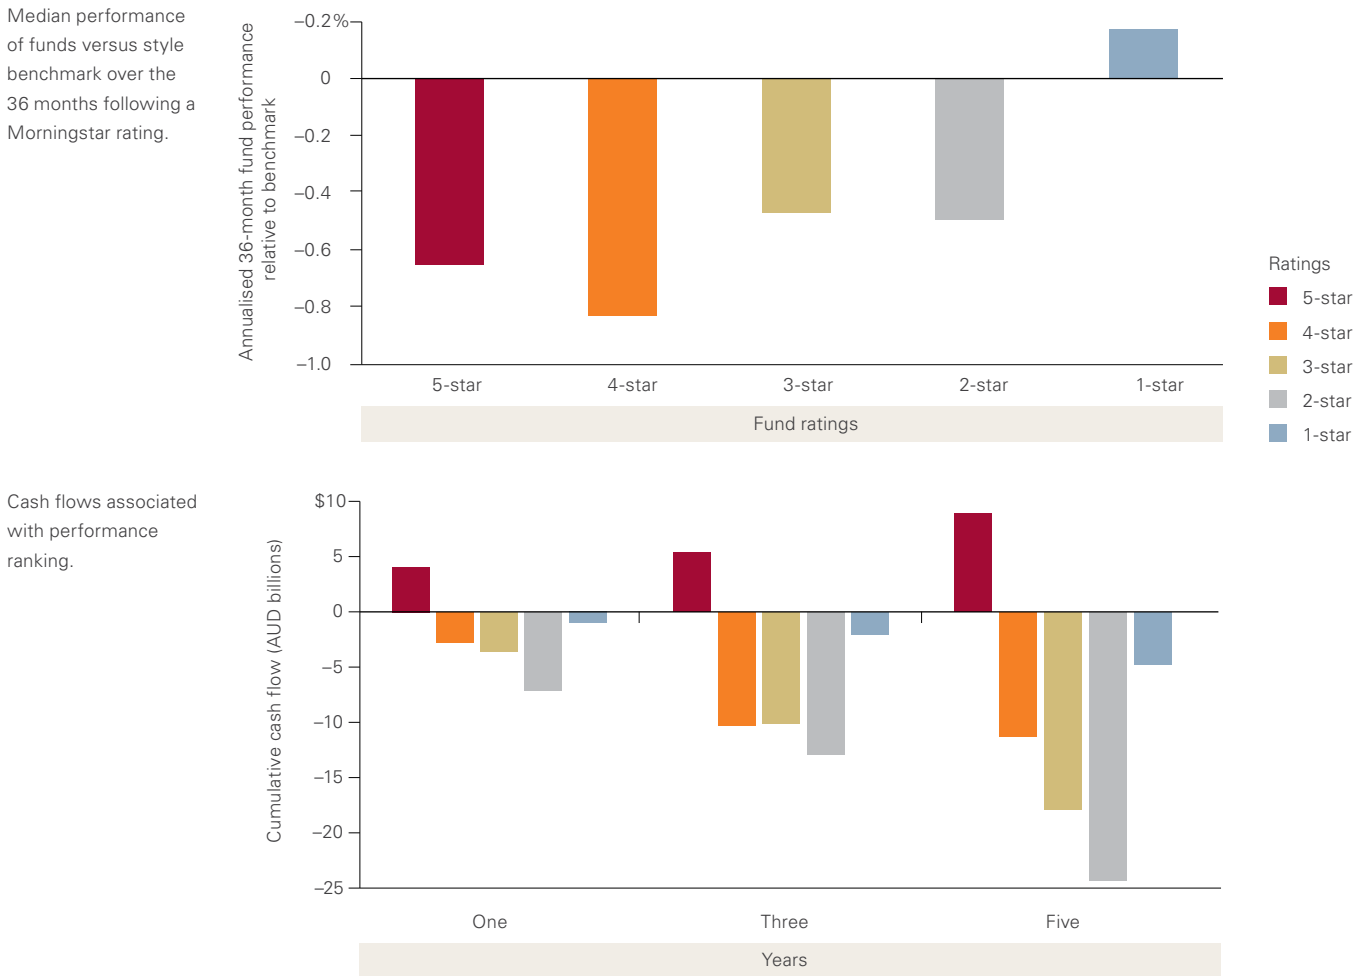 Median performance
of funds versus style
benchmark over the
36 months following a
Morningstar rating.
Annualised 36-month fund performance
relative to benchmark
–0.2%
0
–0.2
–0.4
–0.6
–0.8
–1.0
5-star
4-star
3-star
2-star
1-star
Fund ratings
Ratings
5-star
4-star
3-star
2-star
1-star
Cash flows associated
with performance
ranking.
Cumulative cash flow (AUD billions)
$10
5
0
–5
–10
–15
–20
–25
One
Three
Five
Years